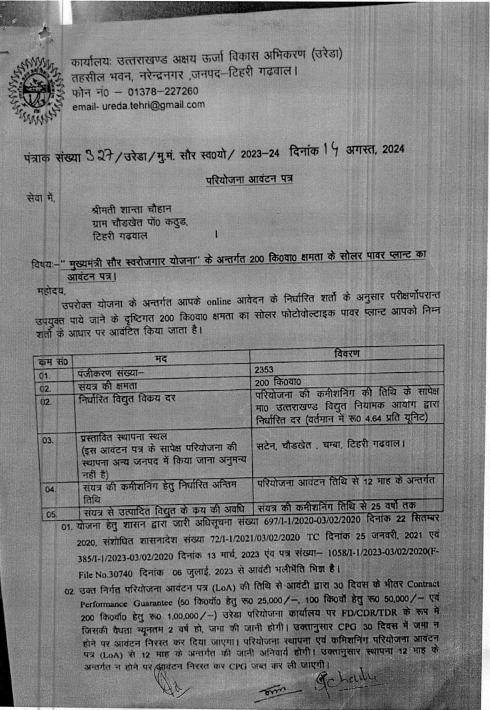 कार्यालयः उत्तराखण्ड अक्षय ऊर्जा विकास अभिकरण (उरेडा)
तहसील भवन, नरेन्द्रनगर ,जनपद–टिहरी गढवाल।
फोन नं0 – 01378-227260
email- ureda.tehri@gmail.com
पत्रांक संख्या 327/उरेडा/मु.मं. सौर स्व0यो/ 2023-24 दिनांक 14 अगस्त, 2024
परियोजना आवंटन पत्र
सेवा में,
श्रीमती शान्ता चौहान
ग्राम चौडखेत पो0 कठुड,
टिहरी गढवाल ।
विषयः–" मुख्यमंत्री सौर स्वरोजगार योजना" के अन्तर्गत 200 कि0वा0 क्षमता के सोलर पावर प्लान्ट का
आवंटन पत्र।
महोदय,
उपरोक्त योजना के अन्तर्गत आपके online आवेदन के निर्धारित शर्तो के अनुसार परीक्षणोंपरान्त
उपयुक्त पाये जाने के दृष्टिगत 200 कि0वा0 क्षमता का सोलर फोटोवोल्टाइक पावर प्लान्ट आपको निम्न
शर्तो के आधार पर आवंटित किया जाता है।
कम सं0 मद विवरण
01. पंजीकरण संख्या– 2353
02. संयत्र की क्षमता 200 कि0वा0
02. निर्धारित विद्युत विक्रय दर परियोजना की कमीशनिंग की तिथि के सापेक्ष
मा0 उत्तराखण्ड विद्युत नियामक आयोग द्वारा
निर्धारित दर (वर्तमान में रू0 4.64 प्रति यूनिट)
03. प्रस्तावित स्थापना स्थल
(इस आवंटन पत्र के सापेक्ष परियोजना की
स्थापना अन्य जनपद में किया जाना अनुमन्य
नही है) सटेन, चौडखेत , चम्बा, टिहरी गढवाल।
04. संयत्र की कमीशनिंग हेतु निर्धारित अन्तिम
तिथि परियोजना आवंटन तिथि से 12 माह के अन्तर्गत
05. संयत्र से उत्पादित विद्युत के क्रय की अवधि संयत्र की कमीशनिंग तिथि से 25 वर्षो तक
01. योजना हेतु शासन द्वारा जारी अधिसूचना संख्या 697/I-1/2020-03/02/2020 दिनांक 22 सितम्बर
2020, संशोधित शासनादेश संख्या 72/I-1/2021/03/02/2020 TC दिनांक 25 जनवरी, 2021 एवं
385/I-1/2023-03/02/2020 दिनांक 13 मार्च, 2023 एंव पत्र संख्या– 1058/I-1/2023-03/02/2020(F-
File No.30740 दिनांक 06 जुलाई, 2023 से आवंटी भलीभॉति भिज्ञ है।
02 उक्त निर्गत परियोजना आवंटन पत्र (LoA) की तिथि से आवंटी द्वारा 30 दिवस के भीतर Contract
Performance Guarantee (50 कि0वॉ0 हेतु रू0 25,000/–, 100 कि0वॉ हेतु रू0 50,000/– एवं
200 कि0वॉ0 हेतु रू0 1,00,000/–) उरेडा परियोजना कार्यालय पर FD/CDR/TDR के रूप में
जिसकी वैधता न्यूनतम 2 वर्ष हो, जमा की जानी होगी। उक्तानुसार CPG 30 दिवस में जमा न
होने पर आवंटन निरस्त कर दिया जाएगा। परियोजना स्थापना एवं कमिशनिंग परियोजना आवंटन
पत्र (LoA) से 12 माह के अन्तर्गत की जानी अनिवार्य होगी। उक्तानुसार स्थापना 12 माह के
अन्तर्गत न होने पर आवंटन निरस्त कर CPG जब्त कर ली जाएगी।